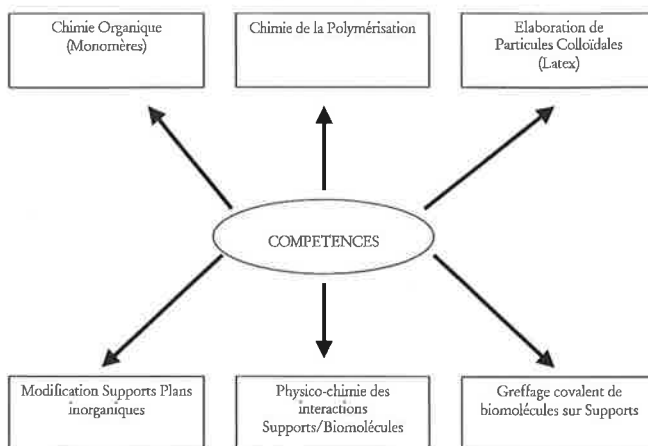 Chimie Organique
(Monomères)
Chimie de la Polymérisation
Elaboration de
Particules Colloïdales
(Latex)
COMPETENCES
Modification Supports Plans
inorganiques
Physico-chimie des
interactions
Supports/Biomolécules
Greffage covalent de
biomolécules sur Supports